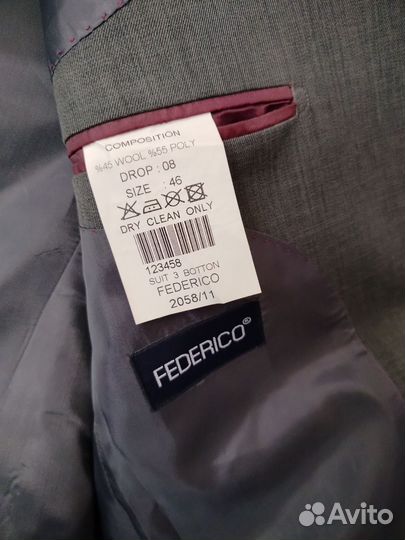 COMPOSITION
%45 WOOL %55 POLY
DROP : 08
SIZE : 46
DRY CLEAN ONLY
123458
SUIT 3 BOTTON
FEDERICO
2058/11
FEDERICO®
Avito